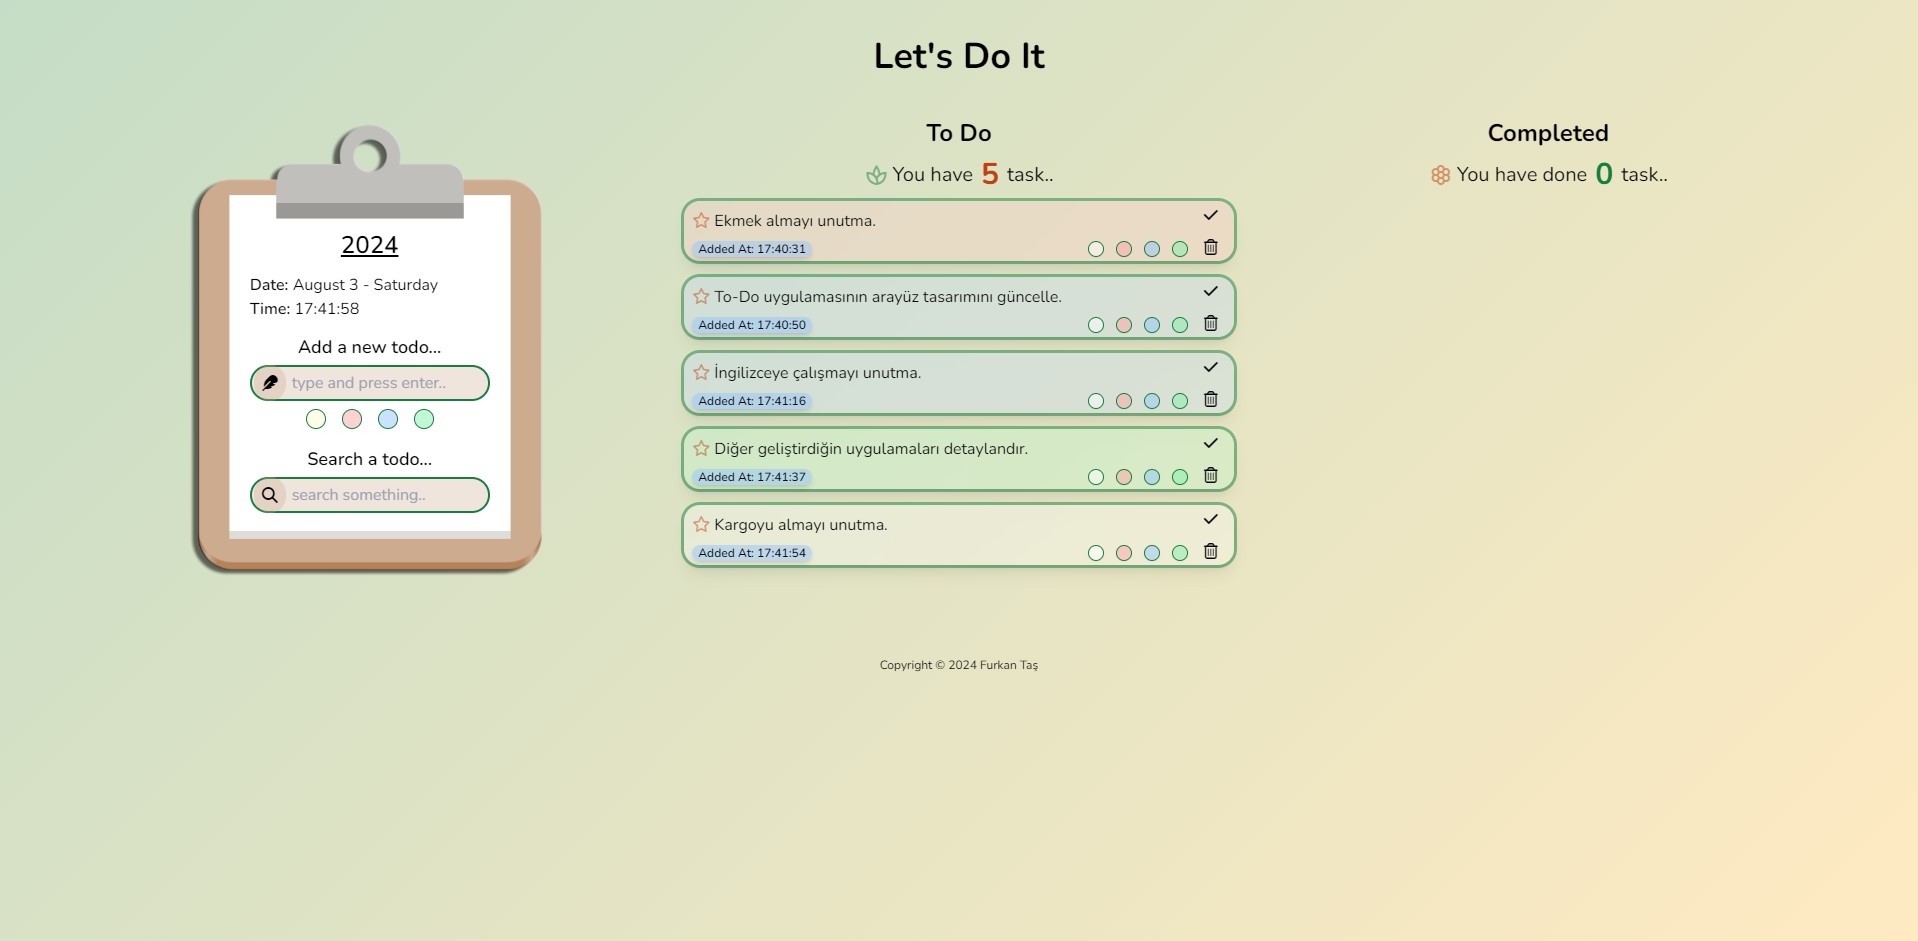 Let's Do It
2024
Date: August 3 - Saturday
Time: 17:41:58
Add a new todo...
type and press enter..
Search a todo...
search something..
To Do
You have 5 task..
Ekmek almayı unutma.
Added At: 17:40:31
To-Do uygulamasının arayüz tasarımını güncelle.
Added At: 17:40:50
İngilizceye çalışmayı unutma.
Added At: 17:41:16
Diğer geliştirdiğin uygulamaları detaylandır.
Added At: 17:41:37
Kargoyu almayı unutma.
Added At: 17:41:54
Completed
You have done 0 task..
Copyright © 2024 Furkan Taş